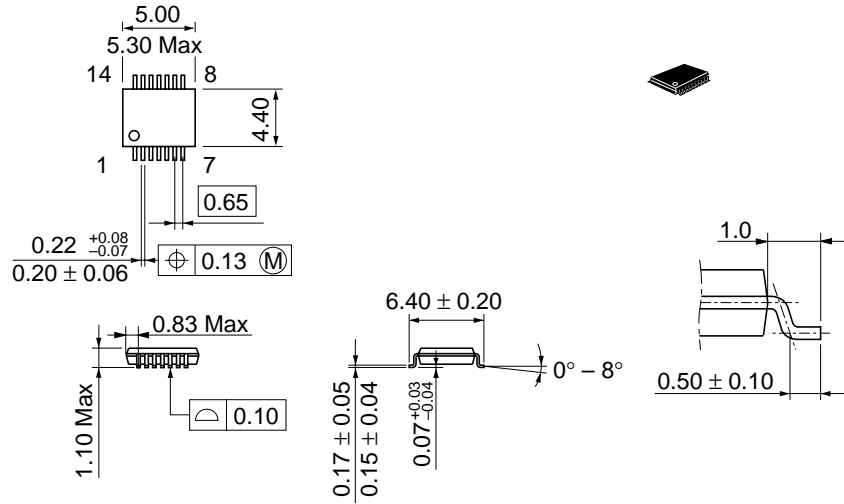 5.00
5.30 Max
14 8
4.40
1 7
0.65
0.22 +0.08 –0.07
0.20 ± 0.06
0.13 Ⓜ
1.0
6.40 ± 0.20
0.83 Max
0° – 8°
0.50 ± 0.10
1.10 Max
0.10
0.17 ± 0.05
0.15 ± 0.04
0.07 +0.03 –0.04